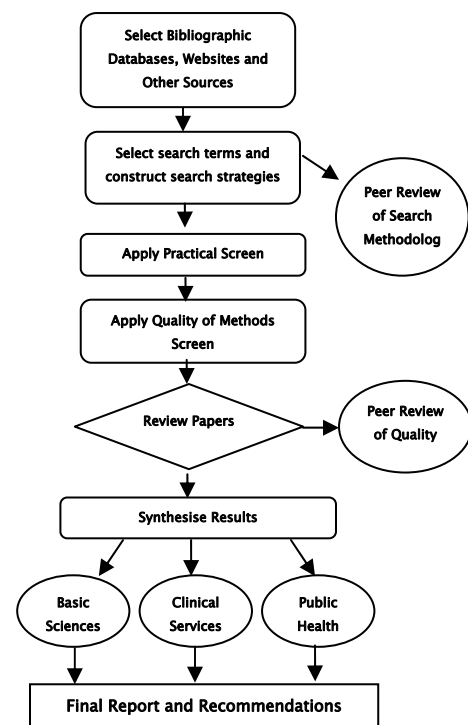 Select Bibliographic
Databases, Websites and
Other Sources
Select search terms and
construct search strategies
Peer Review
of Search
Methodolog
Apply Practical Screen
Apply Quality of Methods
Screen
Review Papers
Peer Review
of Quality
Synthesise Results
Basic
Sciences
Clinical
Services
Public
Health
Final Report and Recommendations